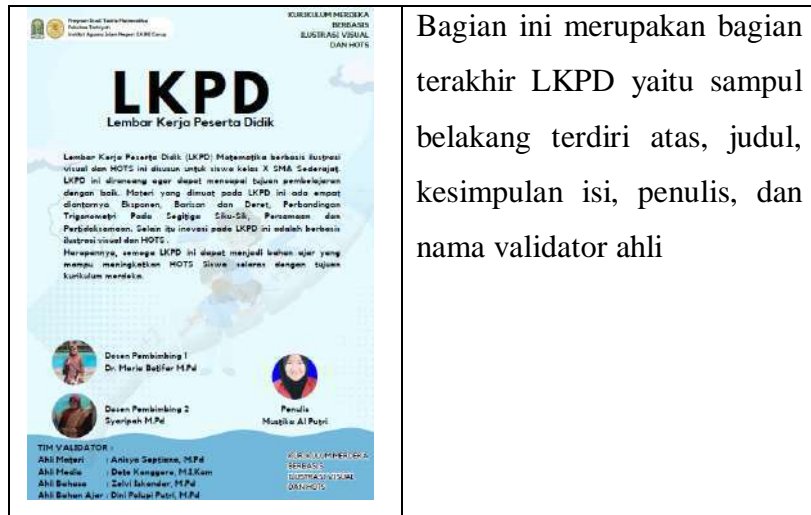 Program Studi Tadris Matematika
Fakultas Tarbiyah
Institut Agama Islam Negeri (IAIN) Curup
KURIKULUM MERDEKA
BERBASIS
ILUSTRASI VISUAL
DAN HOTS
LKPD
Lembar Kerja Peserta Didik
Lembar Kerja Peserta Didik (LKPD) Matematika berbasis ilustrasi
visual dan HOTS ini disusun untuk siswa kelas X SMA Sederajat.
LKPD ini dirancang agar dapat mencapai tujuan pembelajaran
dengan baik. Materi yang dimuat pada LKPD ini ada empat
diantarnya Eksponen, Barisan dan Deret, Perbandingan
Trigonometri Pada Segitiga Siku-Sik, Persamaan dan
Pertidaksamaan. Selain itu inovasi pada LKPD ini adalah berbasis
ilustrasi visual dan HOTS .
Harapannya, semoga LKPD ini dapat menjadi bahan ajar yang
mampu meningkatkan HOTS Siswa selaras dengan tujuan
kurikulum merdeka.
Dosen Pembimbing 1
Dr. Maria Botifar M.Pd
Dosen Pembimbing 2
Syaripah M.Pd
Penulis
Mustika Al Putri
TIM VALIDATOR :
Ahli Materi : Anisya Septiana, M.Pd
Ahli Media : Dete Konggoro, M.I.Kom
Ahli Bahasa : Zelvi Iskandar, M.Pd
Ahli Bahan Ajar : Dini Palupi Putri, M.Pd
KURIKULUM MERDEKA
BERBASIS
ILUSTRASI VISUAL
DAN HOTS
Bagian ini merupakan bagian
terakhir LKPD yaitu sampul
belakang terdiri atas, judul,
kesimpulan isi, penulis, dan
nama validator ahli